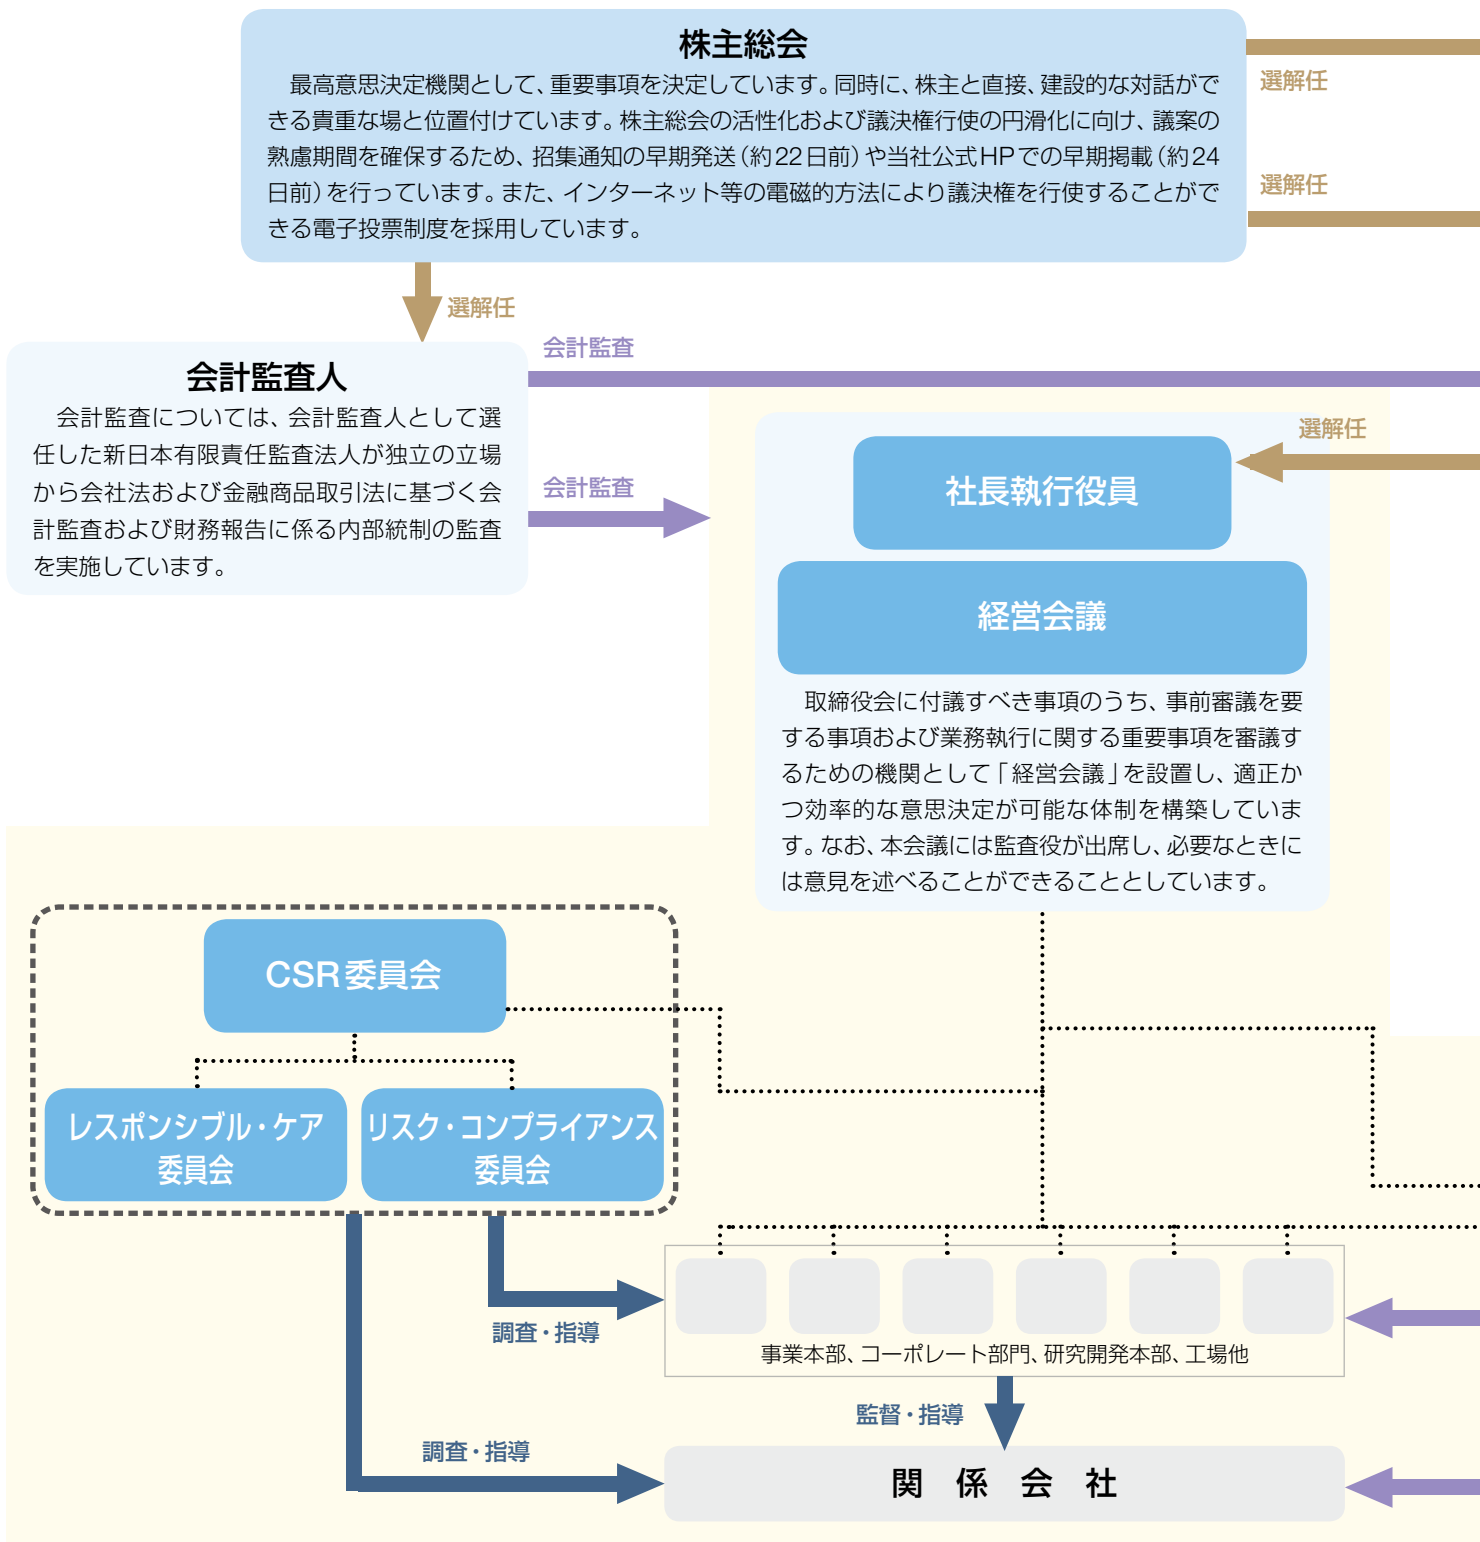 株主総会
最高意思決定機関として、重要事項を決定しています。同時に、株主と直接、建設的な対話がで
きる貴重な場と位置付けています。株主総会の活性化および議決権行使の円滑化に向け、議案の
熟慮期間を確保するため、招集通知の早期発送（約22日前）や当社公式HPでの早期掲載（約24
日前）を行っています。また、インターネット等の電磁的方法により議決権を行使することがで
きる電子投票制度を採用しています。
選解任
選解任
選解任
会計監査人
会計監査については、会計監査人として選
任した新日本有限責任監査法人が独立の立場
から会社法および金融商品取引法に基づく会
計監査および財務報告に係る内部統制の監査
を実施しています。
会計監査
会計監査
選解任
社長執行役員
経営会議
取締役会に付議すべき事項のうち、事前審議を要
する事項および業務執行に関する重要事項を審議す
るための機関として「経営会議」を設置し、適正か
つ効率的な意思決定が可能な体制を構築していま
す。なお、本会議には監査役が出席し、必要なときに
は意見を述べることができることとしています。
CSR委員会
レスポンシブル・ケア
委員会
リスク・コンプライアンス
委員会
調査・指導
事業本部、コーポレート部門、研究開発本部、工場他
監督・指導
調査・指導
関係会社